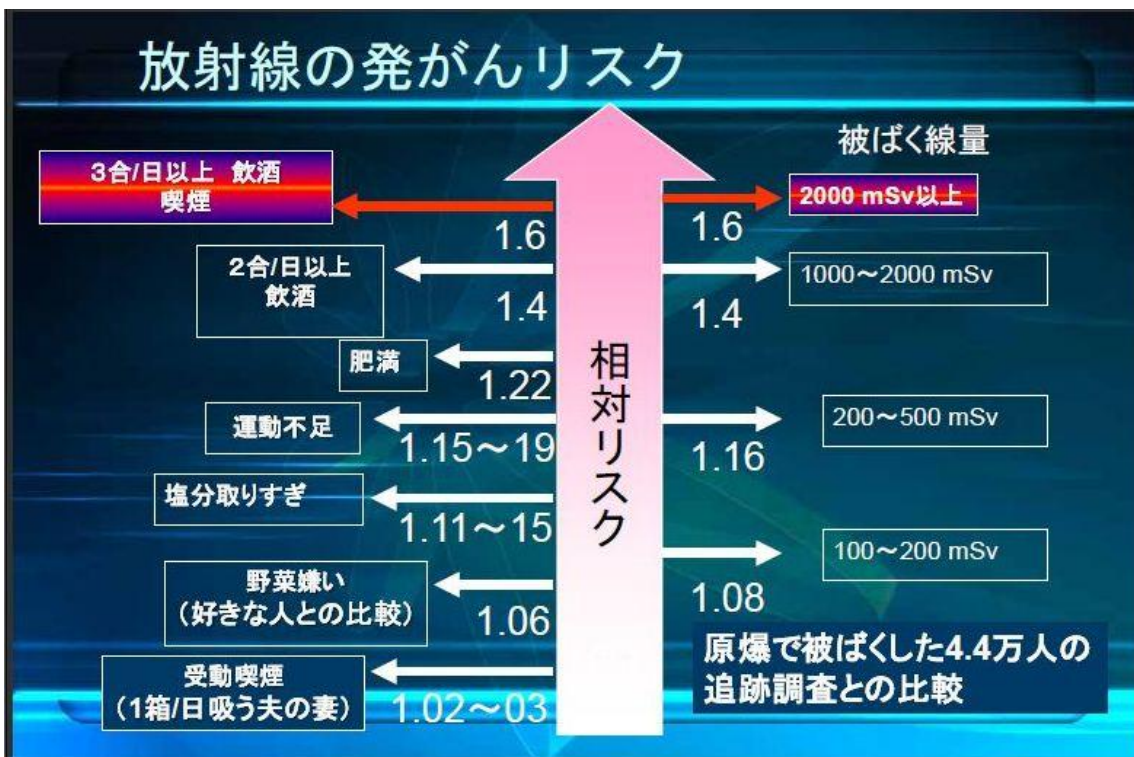 放射線の発がんリスク
被ばく線量
3合/日以上 飲酒
喫煙
1.6
1.6
2000 mSv以上
2合/日以上
飲酒
1.4
1.4
1000～2000 mSv
肥満
1.22
運動不足
1.15～19
1.16
200～500 mSv
塩分取りすぎ
1.11～15
相対リスク
野菜嫌い
（好きな人との比較）
1.06
1.08
100～200 mSv
受動喫煙
（1箱/日吸う夫の妻）
1.02～03
原爆で被ばくした4.4万人の
追跡調査との比較